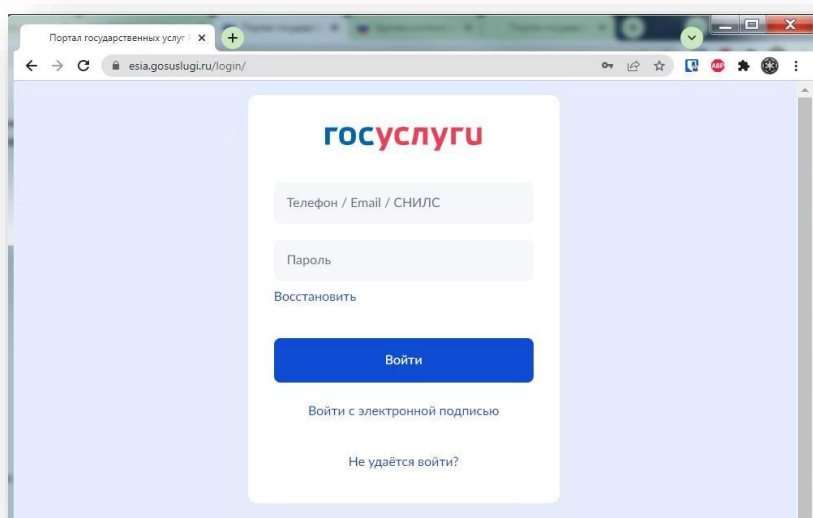 Портал государственных услуг
esia.gosuslugi.ru/login/
ABP
госуслуги
Телефон / Email / СНИЛС
Пароль
Восстановить
Войти
Войти с электронной подписью
Не удаётся войти?